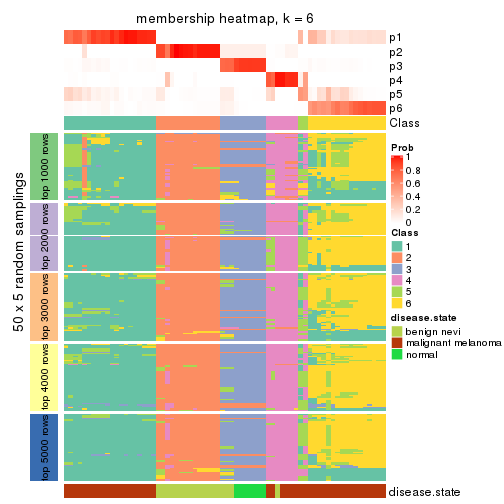 membership heatmap, k = 6
p1
p2
p3
p4
p5
p6
Class
50 x 5 random samplings
top 1000 rows
top 2000 rows
top 3000 rows
top 4000 rows
top 5000 rows
disease.state
Prob
1
0.8
0.6
0.4
0.2
0
Class
1
2
3
4
5
6
disease.state
benign nevi
malignant melanoma
normal